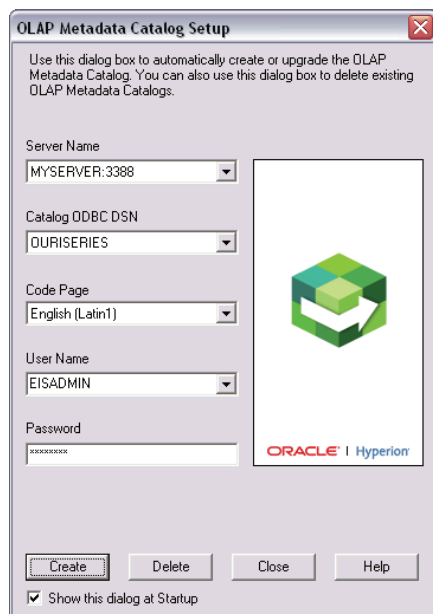 OLAP Metadata Catalog Setup
Use this dialog box to automatically create or upgrade the OLAP
Metadata Catalog. You can also use this dialog box to delete existing
OLAP Metadata Catalogs.
Server Name
MYSERVER:3388
Catalog ODBC DSN
OURISERIES
Code Page
English (Latin1)
User Name
EISADMIN
Password
xxxxxxxx
ORACLE | Hyperion
Create
Delete
Close
Help
Show this dialog at Startup